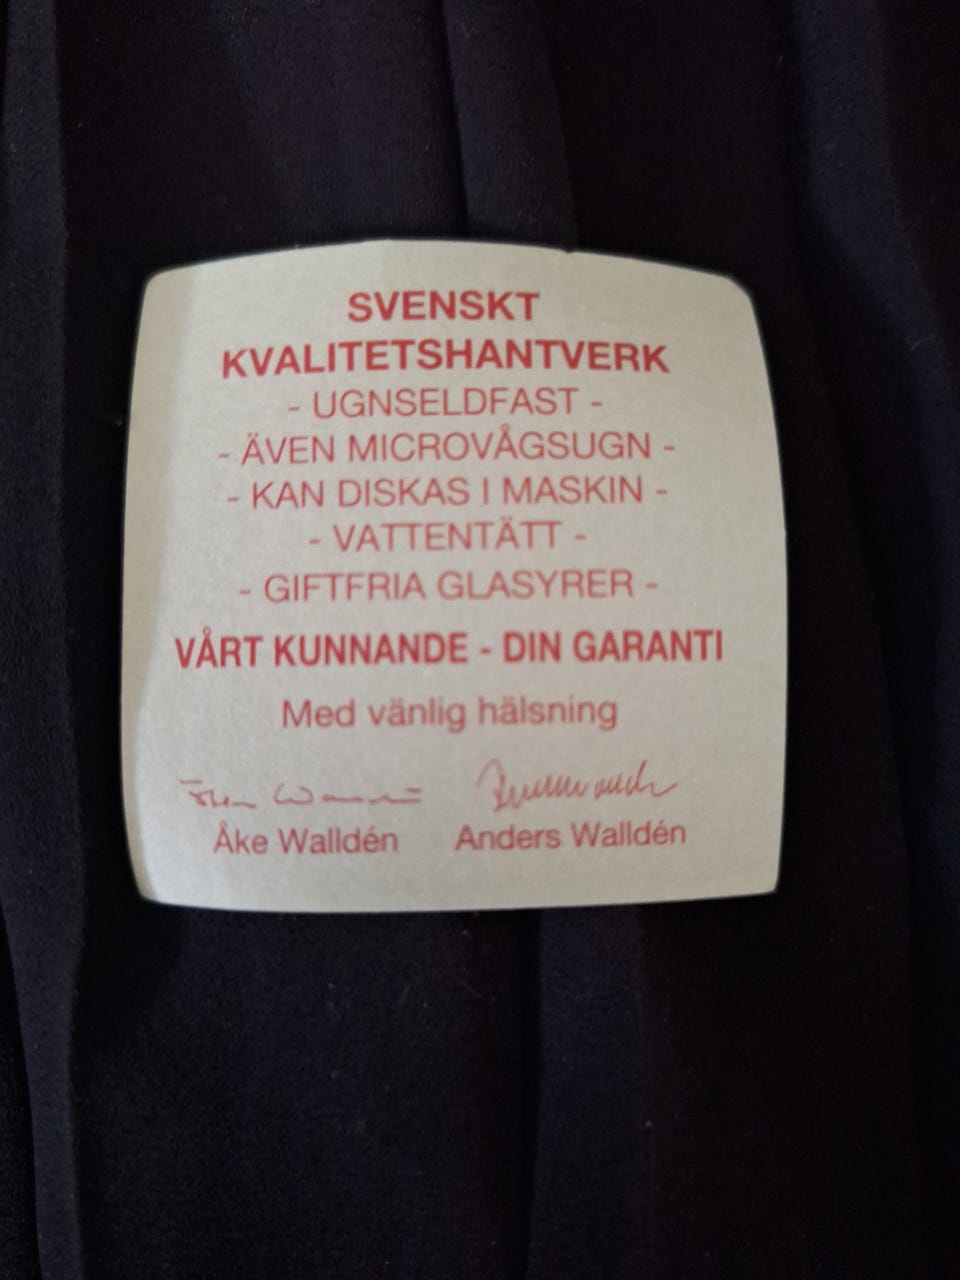 SVENSKT
KVALITETSHANTVERK
- UGNSELDFAST -
- ÄVEN MICROVÅGSUGN -
- KAN DISKAS I MASKIN -
- VATTENTÄTT -
- GIFTFRIA GLASYRER -
VÅRT KUNNANDE - DIN GARANTI
Med vänlig hälsning
Åke Walldén Anders Walldén